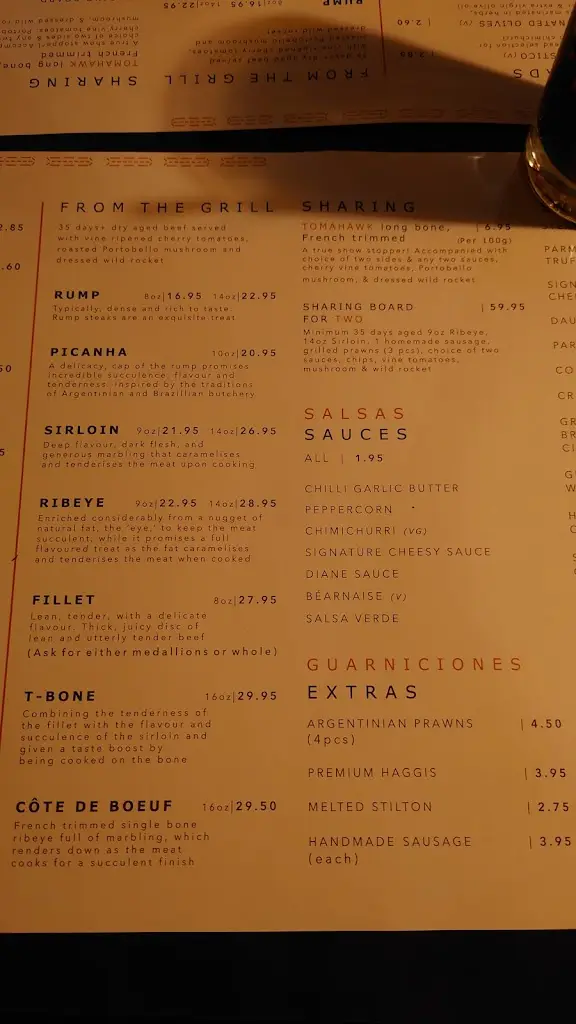 FROM THE GRILL
35 days+ dry aged beef served
with vine ripened cherry tomatoes,
roasted Portobello mushroom and
dressed wild rocket
RUMP 8oz|16.95 14oz|22.95
Typically, dense and rich to taste.
Rump steaks are an exquisite treat
PICANHA 10oz|20.95
A delicacy, cap of the rump promises
incredible succulence, flavour and
tenderness. Inspired by the traditions
of Argentinian and Brazillian butchery
SIRLOIN 9oz|21.95 14oz|26.95
Deep flavour, dark flesh, and
generous marbling that caramelises
and tenderises the meat upon cooking
RIBEYE 9oz|22.95 14oz|28.95
Enriched considerably from a nugget of
natural fat, the 'eye,' to keep the meat
succulent, while it promises a full
flavoured treat as the fat caramelises
and tenderises the meat when cooked
FILLET 8oz|27.95
Lean, tender, with a delicate
flavour. Thick, juicy disc of
lean and utterly tender beef
(Ask for either medallions or whole)
T-BONE 16oz|29.95
Combining the tenderness of
the fillet with the flavour and
succulence of the sirloin and
given a taste boost by
being cooked on the bone
CÔTE DE BOEUF 16oz|29.50
French trimmed single bone
ribeye full of marbling, which
renders down as the meat
cooks for a succulent finish
SHARING
TOMAHAWK long bone, | 6.95
French trimmed (Per 100g)
A true show stopper! Accompanied with
choice of two sides & any two sauces,
cherry vine tomatoes, Portobello
mushroom, & dressed wild rocket
SHARING BOARD | 59.95
FOR TWO
Minimum 35 days aged 9oz Ribeye,
14oz Sirloin, 1 homemade sausage,
grilled prawns (3 pcs), choice of two
sauces, chips, vine tomatoes,
mushroom & wild rocket
SALSAS
SAUCES
ALL | 1.95
CHILLI GARLIC BUTTER
PEPPERCORN
CHIMICHURRI (VG)
SIGNATURE CHEESY SAUCE
DIANE SAUCE
BÉARNAISE (V)
SALSA VERDE
GUARNICIONES
EXTRAS
ARGENTINIAN PRAWNS | 4.50
(4pcs)
PREMIUM HAGGIS | 3.95
MELTED STILTON | 2.75
HANDMADE SAUSAGE | 3.95
(each)